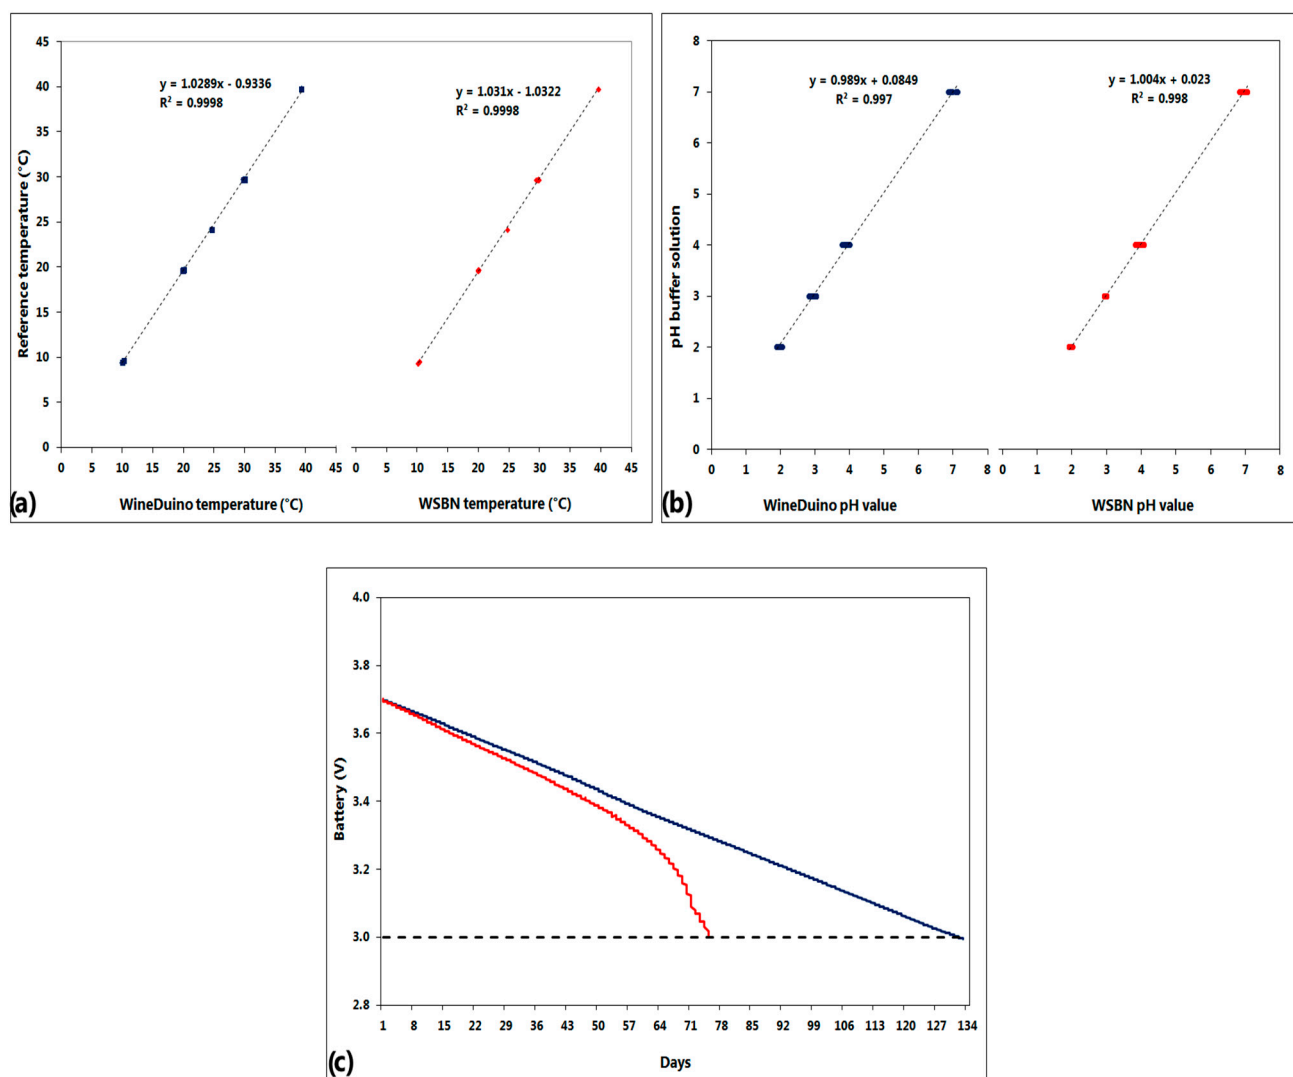 y = 1.0289x - 0.9336
R² = 0.9998
y = 1.031x - 1.0322
R² = 0.9998
Reference temperature (°C)
45
40
35
30
25
20
15
10
5
0
0 5 10 15 20 25 30 35 40 45
0 5 10 15 20 25 30 35 40 45
WineDuino temperature (°C)
WSBN temperature (°C)
(a)
y = 0.989x + 0.0849
R² = 0.997
y = 1.004x + 0.023
R² = 0.998
pH buffer solution
8
7
6
5
4
3
2
1
0
0 1 2 3 4 5 6 7 8
0 1 2 3 4 5 6 7 8
WineDuino pH value
WSBN pH value
(b)
Battery (V)
4.0
3.8
3.6
3.4
3.2
3.0
2.8
1 8 15 22 29 36 43 50 57 64 71 78 85 92 99 106 113 120 127 134
Days
(c)